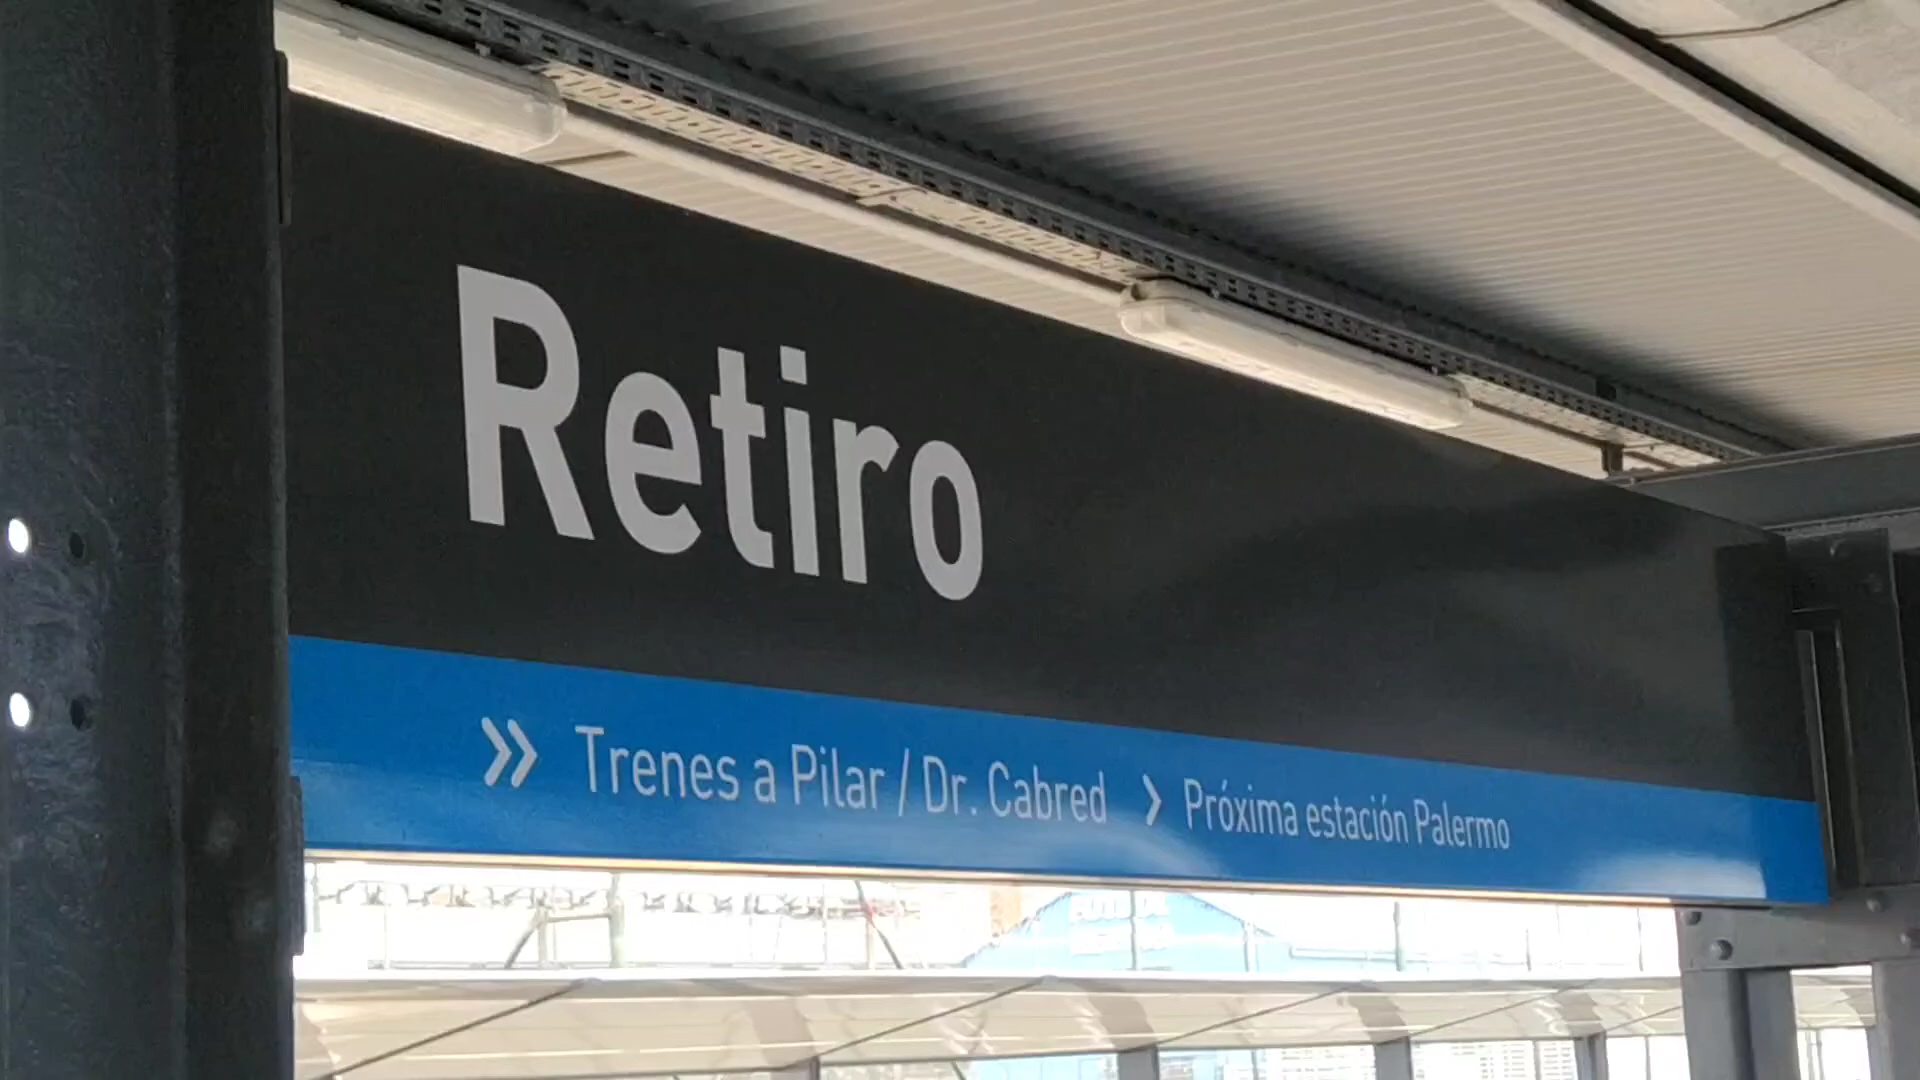 Retiro
» Trenes a Pilar / Dr. Cabred › Próxima estación Palermo